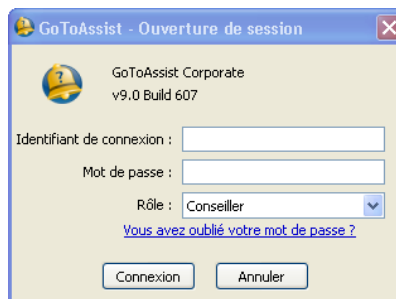 GoToAssist - Ouverture de session
GoToAssist Corporate
v9.0 Build 607
Identifiant de connexion :
Mot de passe :
Rôle : Conseiller
Vous avez oublié votre mot de passe ?
Connexion Annuler